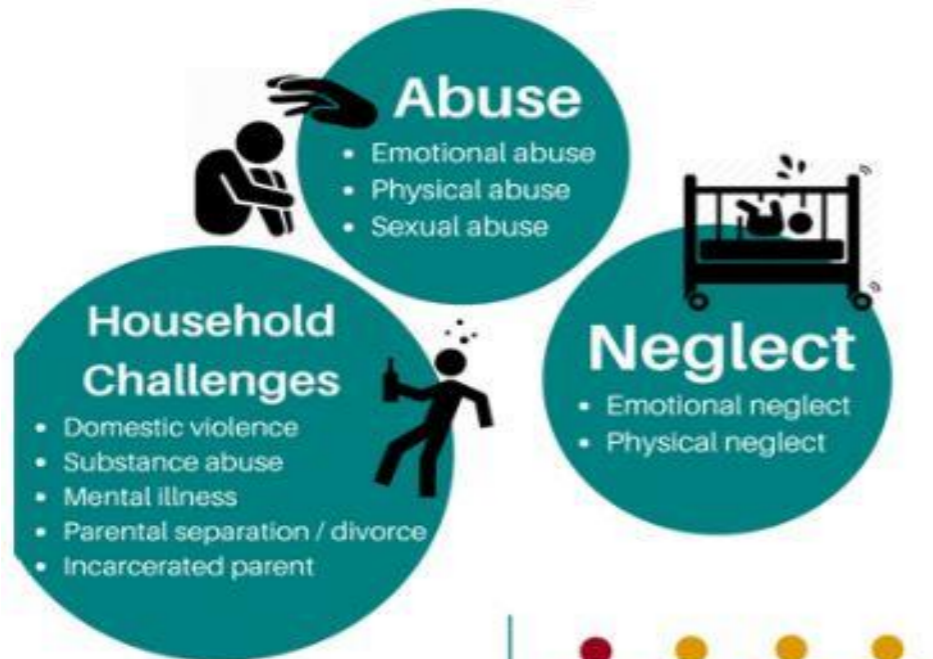 Abuse
• Emotional abuse
• Physical abuse
• Sexual abuse
Household
Challenges
• Domestic violence
• Substance abuse
• Mental illness
• Parental separation / divorce
• Incarcerated parent
Neglect
• Emotional neglect
• Physical neglect